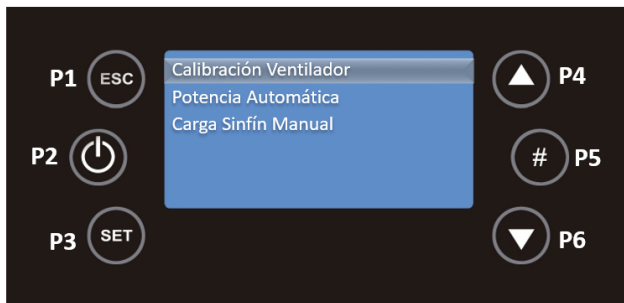 P1 ESC
Calibración Ventilador
Potencia Automática
Carga Sinfín Manual
P4
P2
# P5
P3 SET
P6